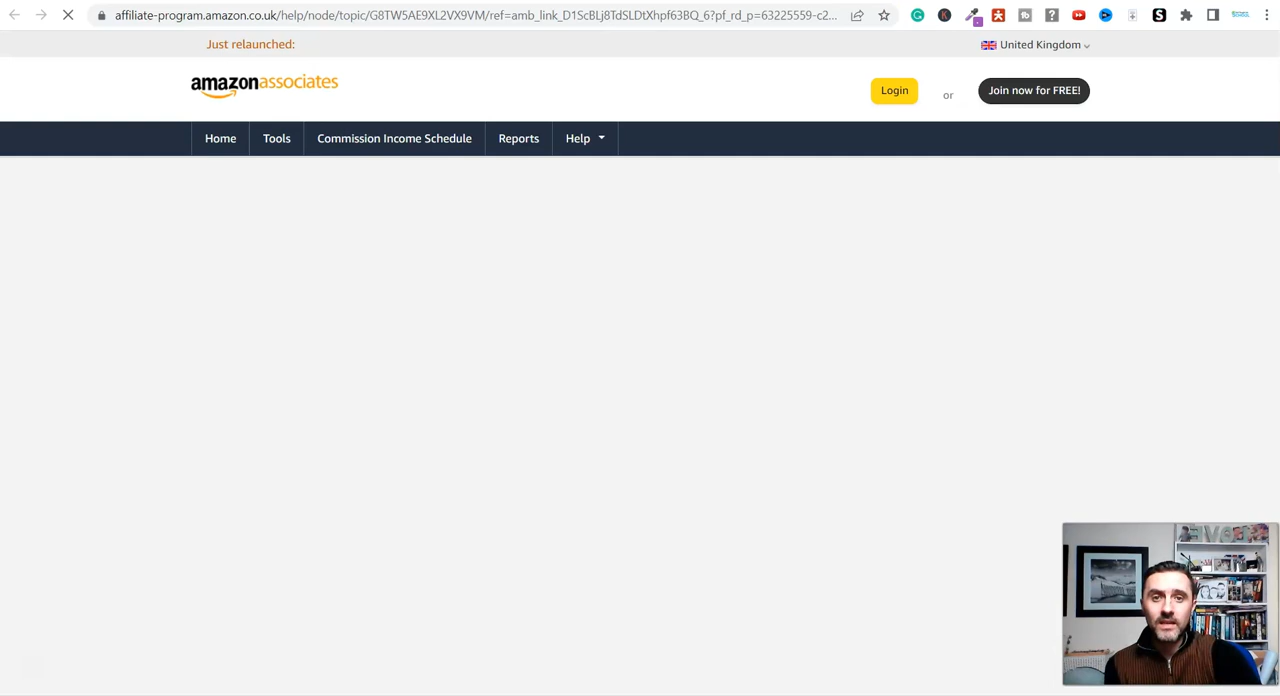 affiliate-program.amazon.co.uk/help/node/topic/G8TW5AE9XL2VX9VM/ref=amb_link_D1ScBLj8TdSLDtXhpf63BQ_6?pf_rd_p=63225559-c2...
Just relaunched:
United Kingdom
amazonassociates
Login
or
Join now for FREE!
Home
Tools
Commission Income Schedule
Reports
Help